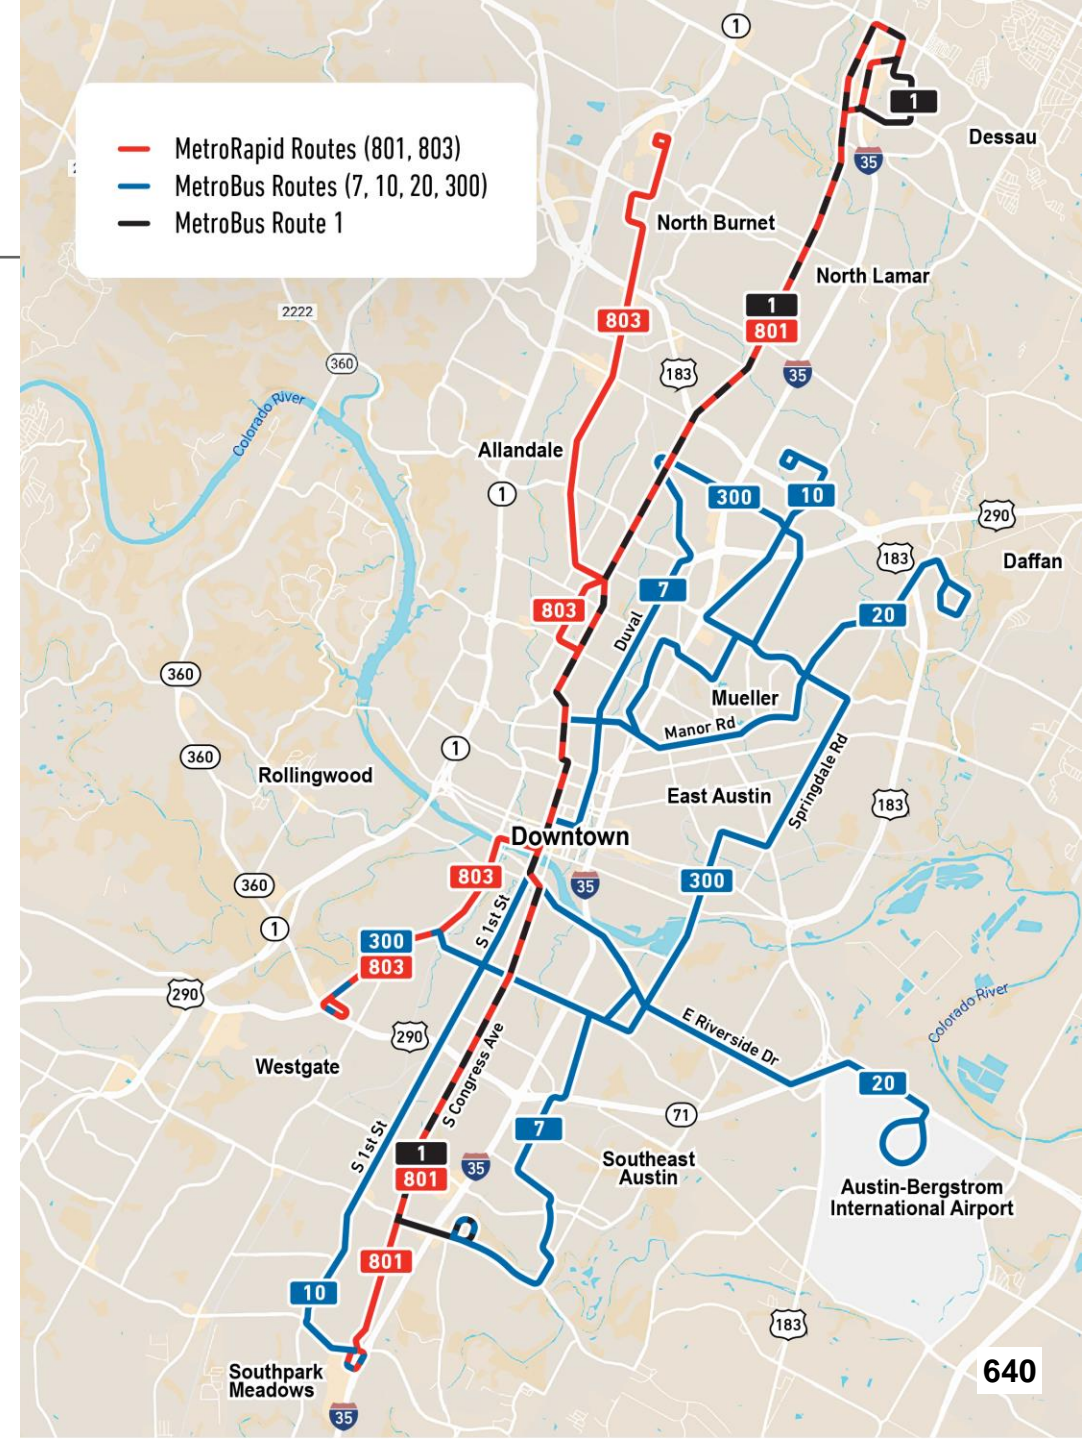 1
MetroRapid Routes (801, 803)
MetroBus Routes (7, 10, 20, 300)
MetroBus Route 1
1
Dessau
35
North Burnet
North Lamar
2222
1
801
803
360
183
35
Colorado River
Allandale
1
300
10
290
183
Daffan
7
803
20
Duval
360
Mueller
Manor Rd
1
360
Rollingwood
Springdale Rd
East Austin
183
Downtown
803
300
360
35
S 1st St
1
300
803
290
Colorado River
E Riverside Dr
290
Westgate
S Congress Ave
20
71
7
S 1st St
1
801
35
Southeast
Austin
Austin-Bergstrom
International Airport
801
10
183
640
Southpark
Meadows
35